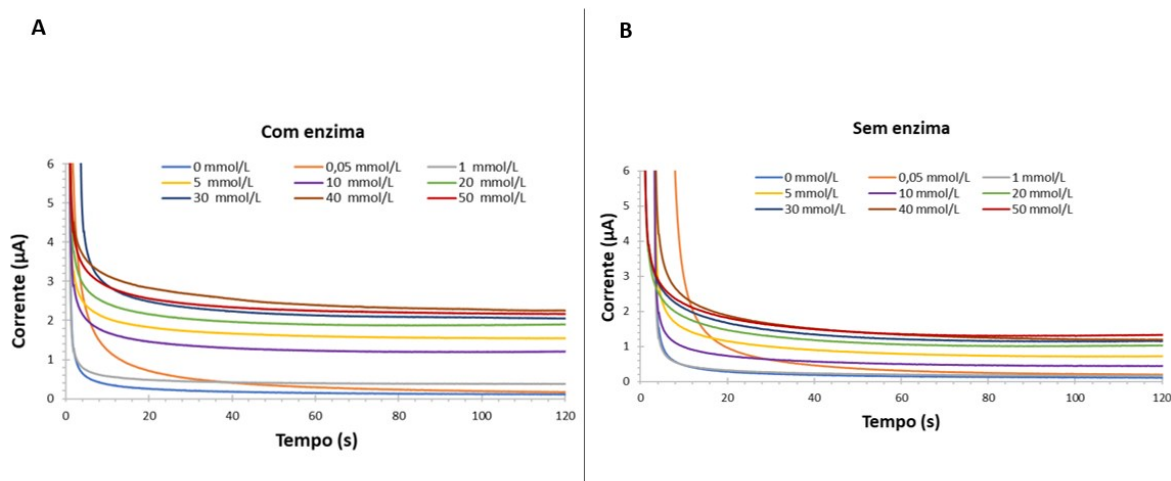 A
Com enzima
6
5
4
3
2
1
0
Corrente (µA)
0 mmol/L 0,05 mmol/L 1 mmol/L
5 mmol/L 10 mmol/L 20 mmol/L
30 mmol/L 40 mmol/L 50 mmol/L
0 20 40 60 80 100 120
Tempo (s)
B
Sem enzima
6
5
4
3
2
1
0
Corrente (µA)
0 mmol/L 0,05 mmol/L 1 mmol/L
5 mmol/L 10 mmol/L 20 mmol/L
30 mmol/L 40 mmol/L 50 mmol/L
0 20 40 60 80 100 120
Tempo (s)